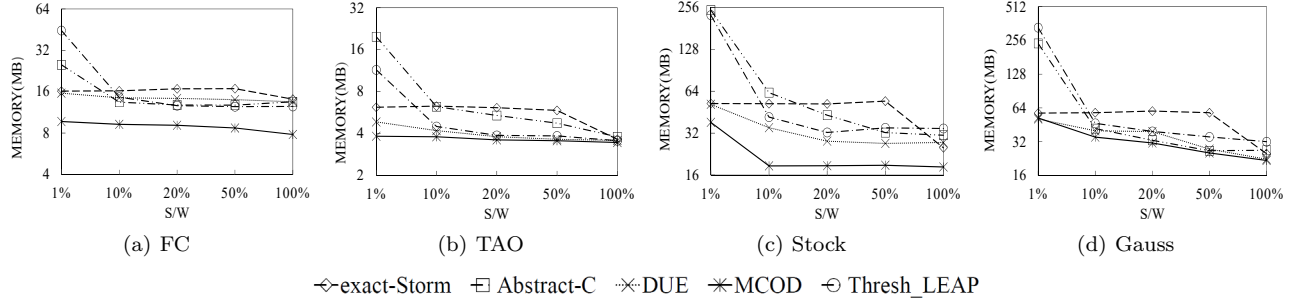 64
32
16
8
4
MEMORY(MB)
1% 10% 20% 50% 100%
S/W
(a) FC
32
16
8
4
2
MEMORY(MB)
1% 10% 20% 50% 100%
S/W
(b) TAO
256
128
64
32
16
MEMORY(MB)
1% 10% 20% 50% 100%
S/W
(c) Stock
512
256
128
64
32
16
MEMORY(MB)
1% 10% 20% 50% 100%
S/W
(d) Gauss
exact-Storm Abstract-C DUE MCOD Thresh_LEAP